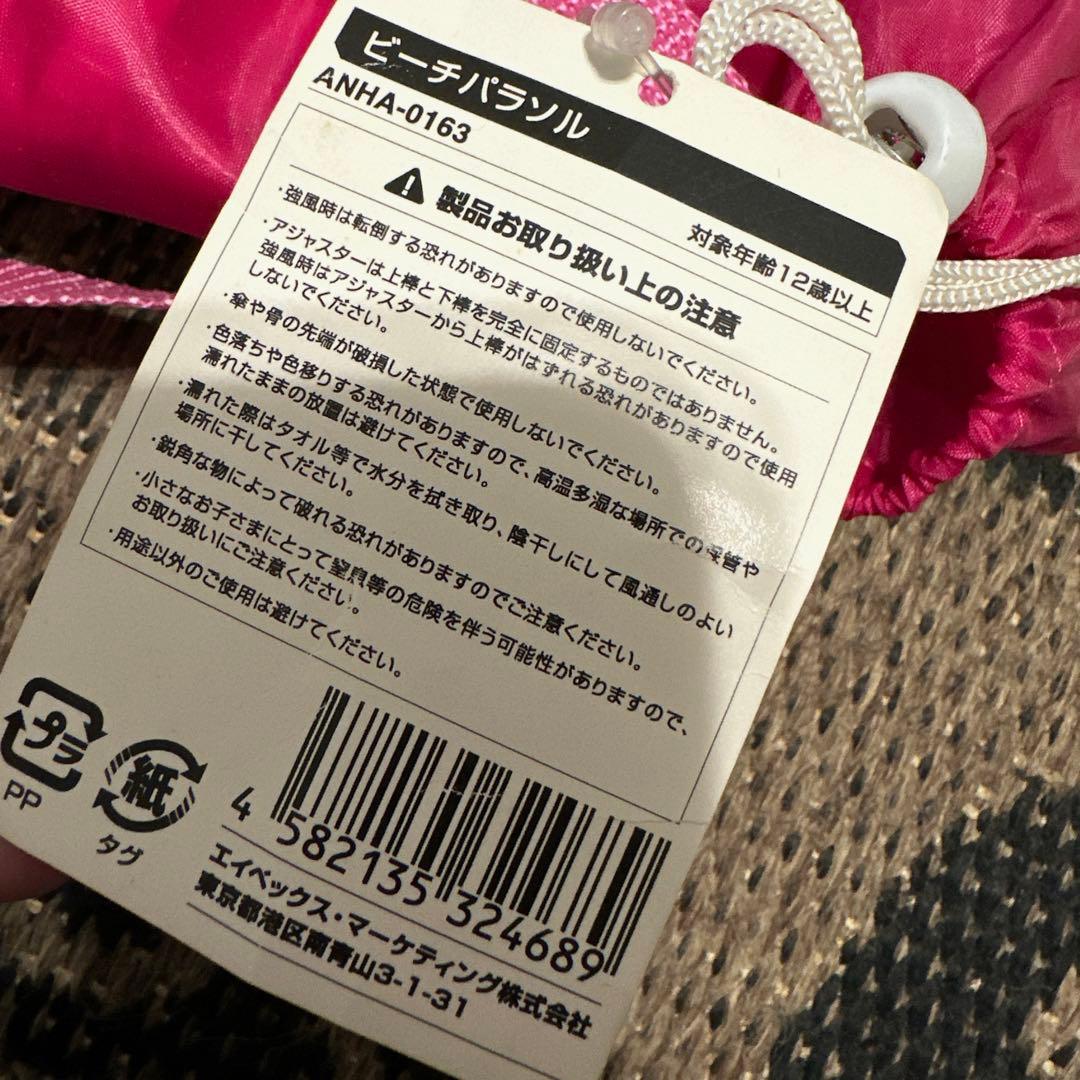 ビーチパラソル
ANHA-0163
対象年齢12歳以上
製品お取り扱い上の注意
・強風時は転倒する恐れがありますので使用しないでください。
・アジャスターは上棒と下棒を完全に固定するものではありません。
強風時はアジャスターから上棒がはずれる恐れがありますので使用
しないでください。
・傘や骨の先端が破損した状態で使用しないでください。
・色落ちや色移りする恐れがありますので、高温多湿な場所での保管や
濡れたままの放置は避けてください。
・濡れた際はタオル等で水分を拭き取り、陰干しにして風通しのよい
場所に干してください。
・鋭角な物によって破れる恐れがありますのでご注意ください。
・小さなお子さまにとって窒息等の危険を伴う可能性がありますので、
お取り扱いにご注意ください。
・用途以外のご使用は避けてください。
プラ
PP
紙
タグ
4 582135 324689
エイベックス・マーケティング株式会社
東京都港区南青山3-1-31